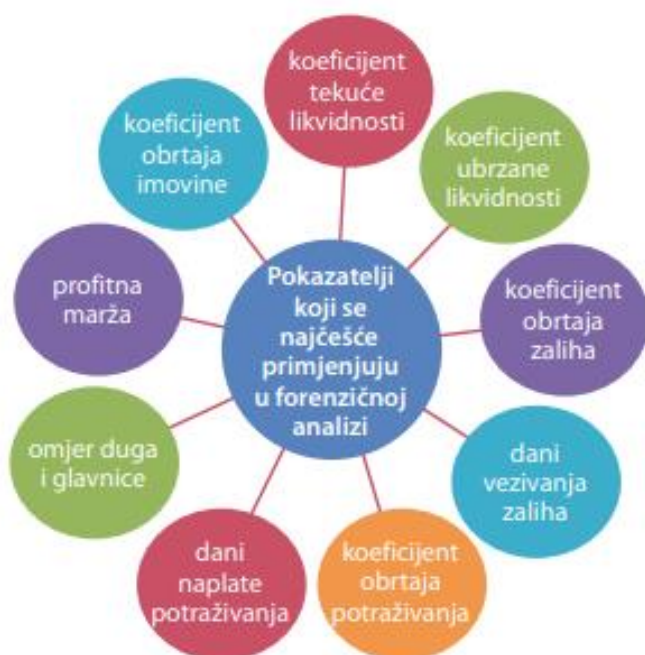 koeficijent
tekuće
likvidnosti
koeficijent
ubrzane
likvidnosti
koeficijent
obrtaja
zaliha
dani
vezivanja
zaliha
koeficijent
obrtaja
potraživanja
dani
naplate
potraživanja
omjer duga
i glavnice
profitna
marža
koeficijent
obrtaja
imovine
Pokazatelji
koji se
najčešće
primjenjuju
u forenzičnoj
analizi